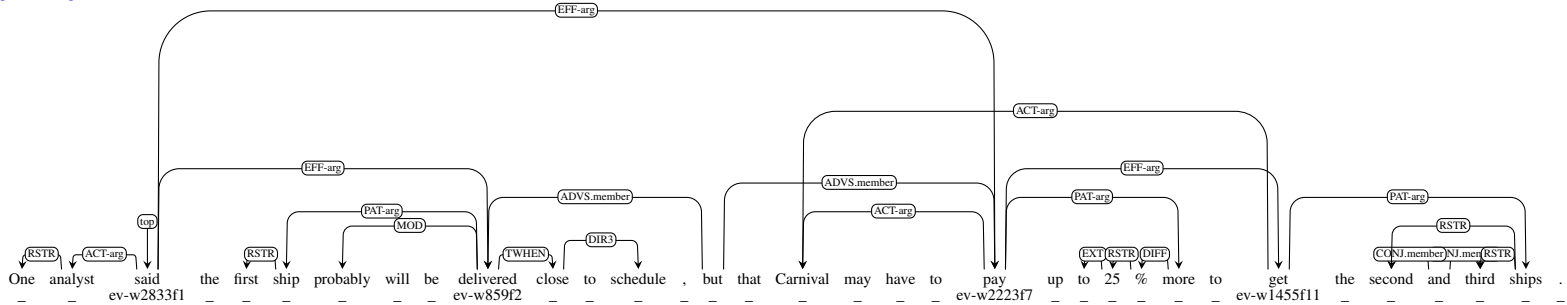 EFF-arg
ACT-arg
EFF-arg EFF-arg
ADVS.member
ADVS.member PAT-arg PAT-arg
top PAT-arg ACT-arg
MOD RSTR
DIR3
RSTR ACT-arg RSTR TWHEN EXT RSTR DIFF CONJ.member RSTR
One analyst said the first ship probably will be delivered close to schedule , but that Carnival may have to pay up to 25 % more to get the second and third ships .
ev-w2833f1 ev-w859f2 ev-w2223f7 ev-w1455f11